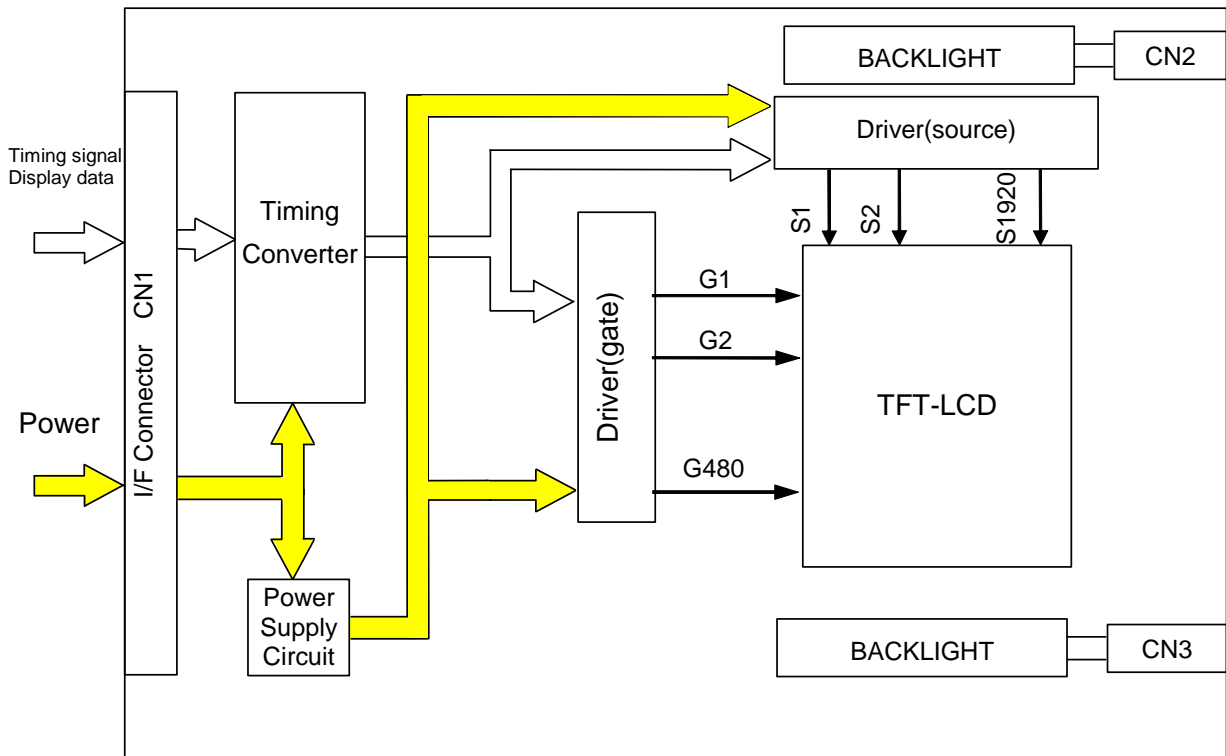 BACKLIGHT
CN2
Driver(source)
Timing signal
Display data
Timing
Converter
S1
S2
S1920
I/F Connector CN1
Driver(gate)
G1
G2
G480
TFT-LCD
Power
Power
Supply
Circuit
BACKLIGHT
CN3